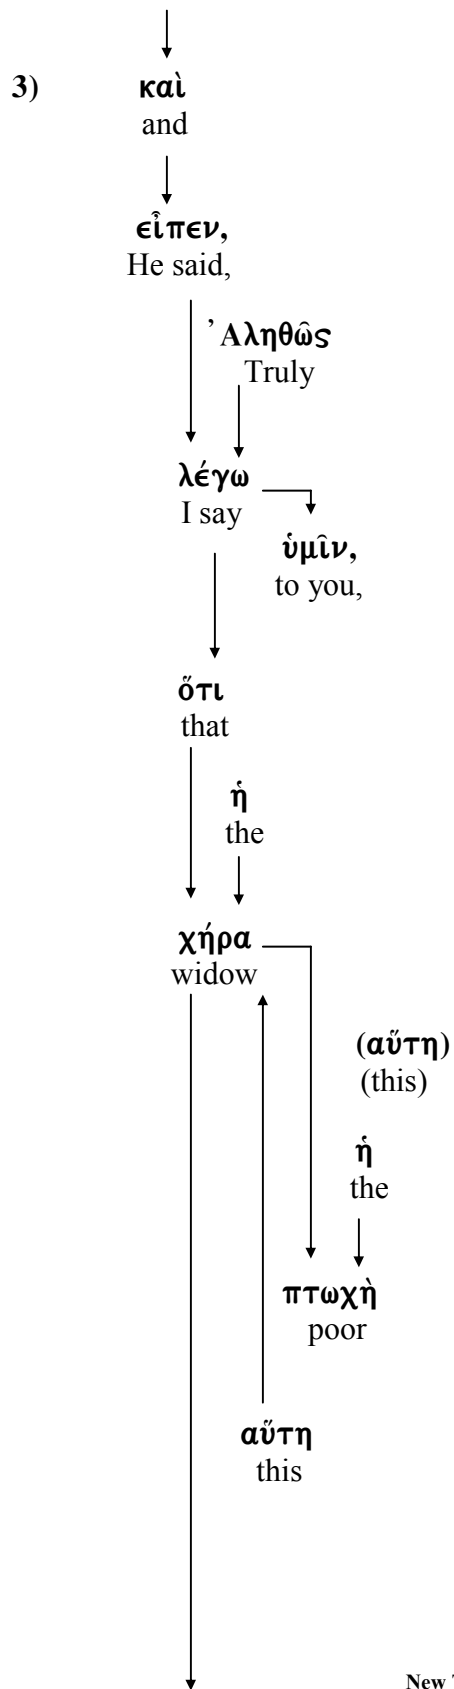 3) καὶ
and
εἶπεν,
He said,
Ἀληθῶς
Truly
λέγω
I say
ὑμῖν,
to you,
ὅτι
that
ἡ
the
χήρα
widow
(αὕτη)
(this)
ἡ
the
πτωχὴ
poor
αὕτη
this
New